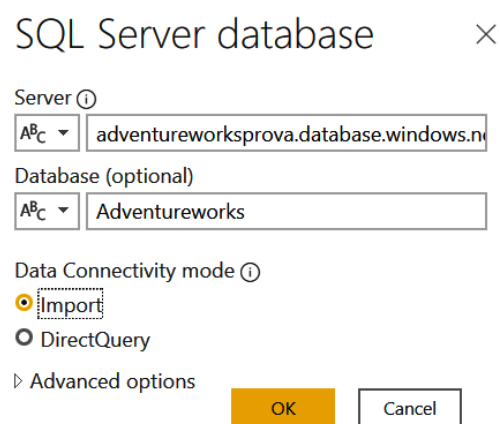 SQL Server database
Server
ABC adventureworksprova.database.windows.n
Database (optional)
ABC Adventureworks
Data Connectivity mode
Import
DirectQuery
Advanced options
OK Cancel